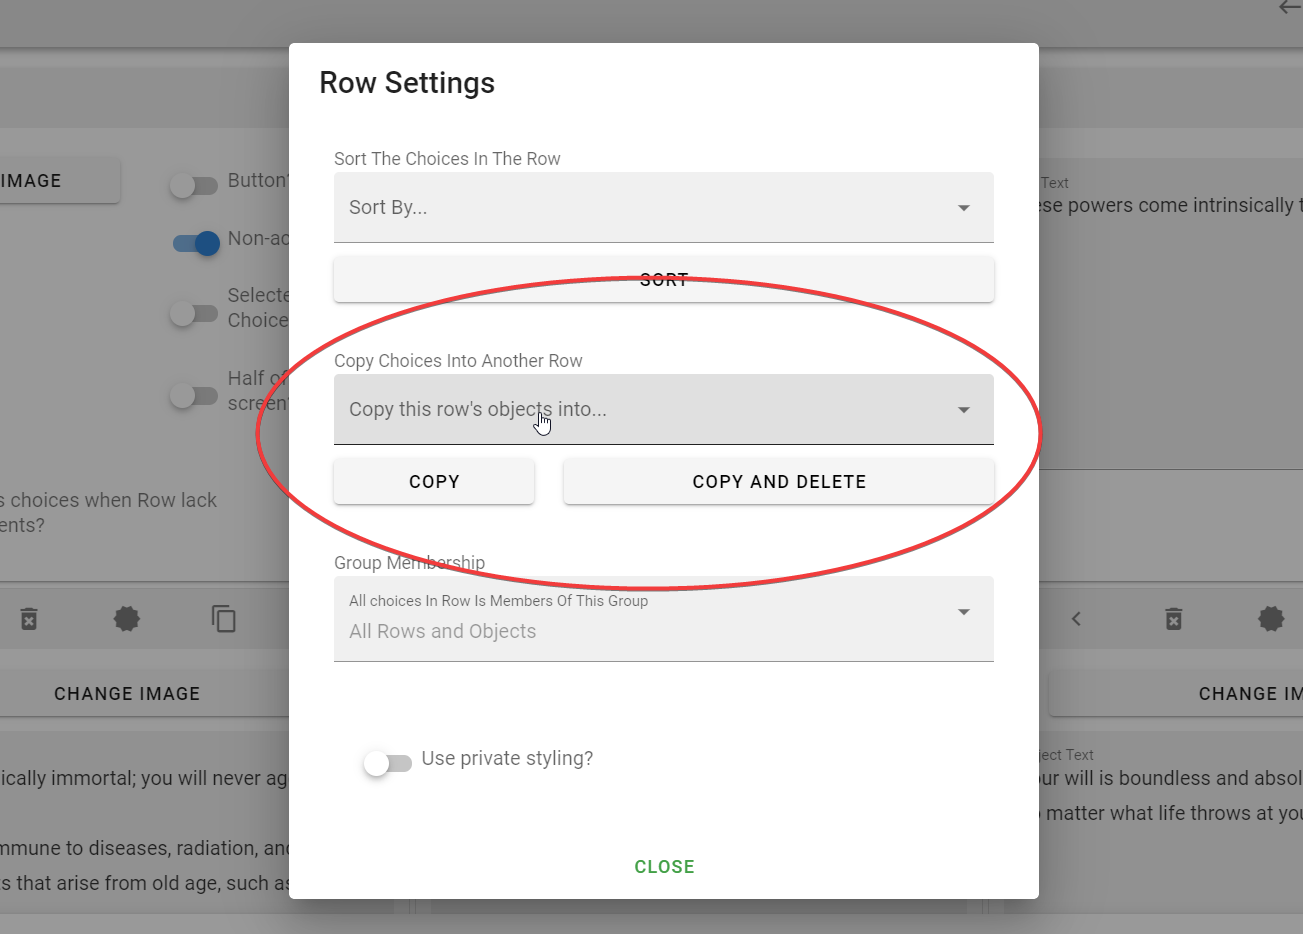 Row Settings
Sort The Choices In The Row
Sort By...
SORT
Copy Choices Into Another Row
Copy this row's objects into...
COPY
COPY AND DELETE
Group Membership
All choices In Row Is Members Of This Group
All Rows and Objects
Use private styling?
CLOSE
IMAGE
Button?
Non-ac
Selecte
Choice
Half of
screen?
s choices when Row lack
ents?
CHANGE IMAGE
ically immortal; you will never ag
mmune to diseases, radiation, and
s that arise from old age, such as
Text
ese powers come intrinsically t
CHANGE IM
ject Text
our will is boundless and absol
matter what life throws at you